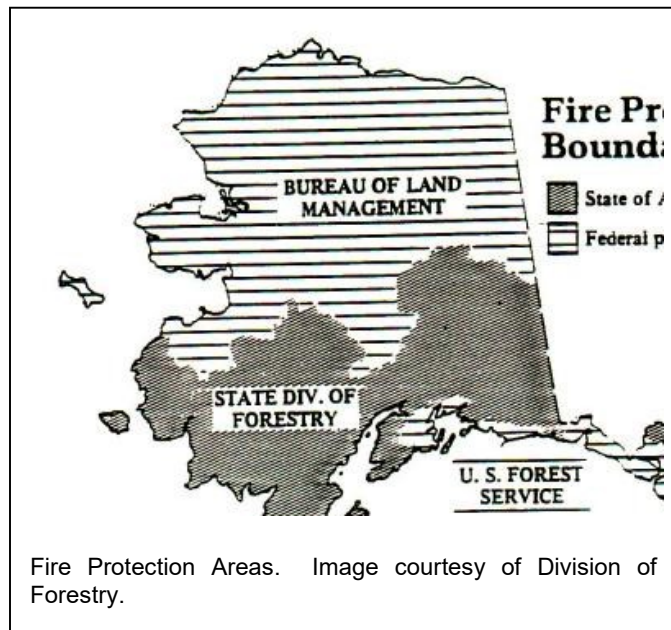 Fire
Bounda
State of
Federal
BUREAU OF LAND
MANAGEMENT
STATE DIV. OF
FORESTRY
U. S. FOREST
SERVICE
Fire Protection Areas. Image courtesy of Division of
Forestry.